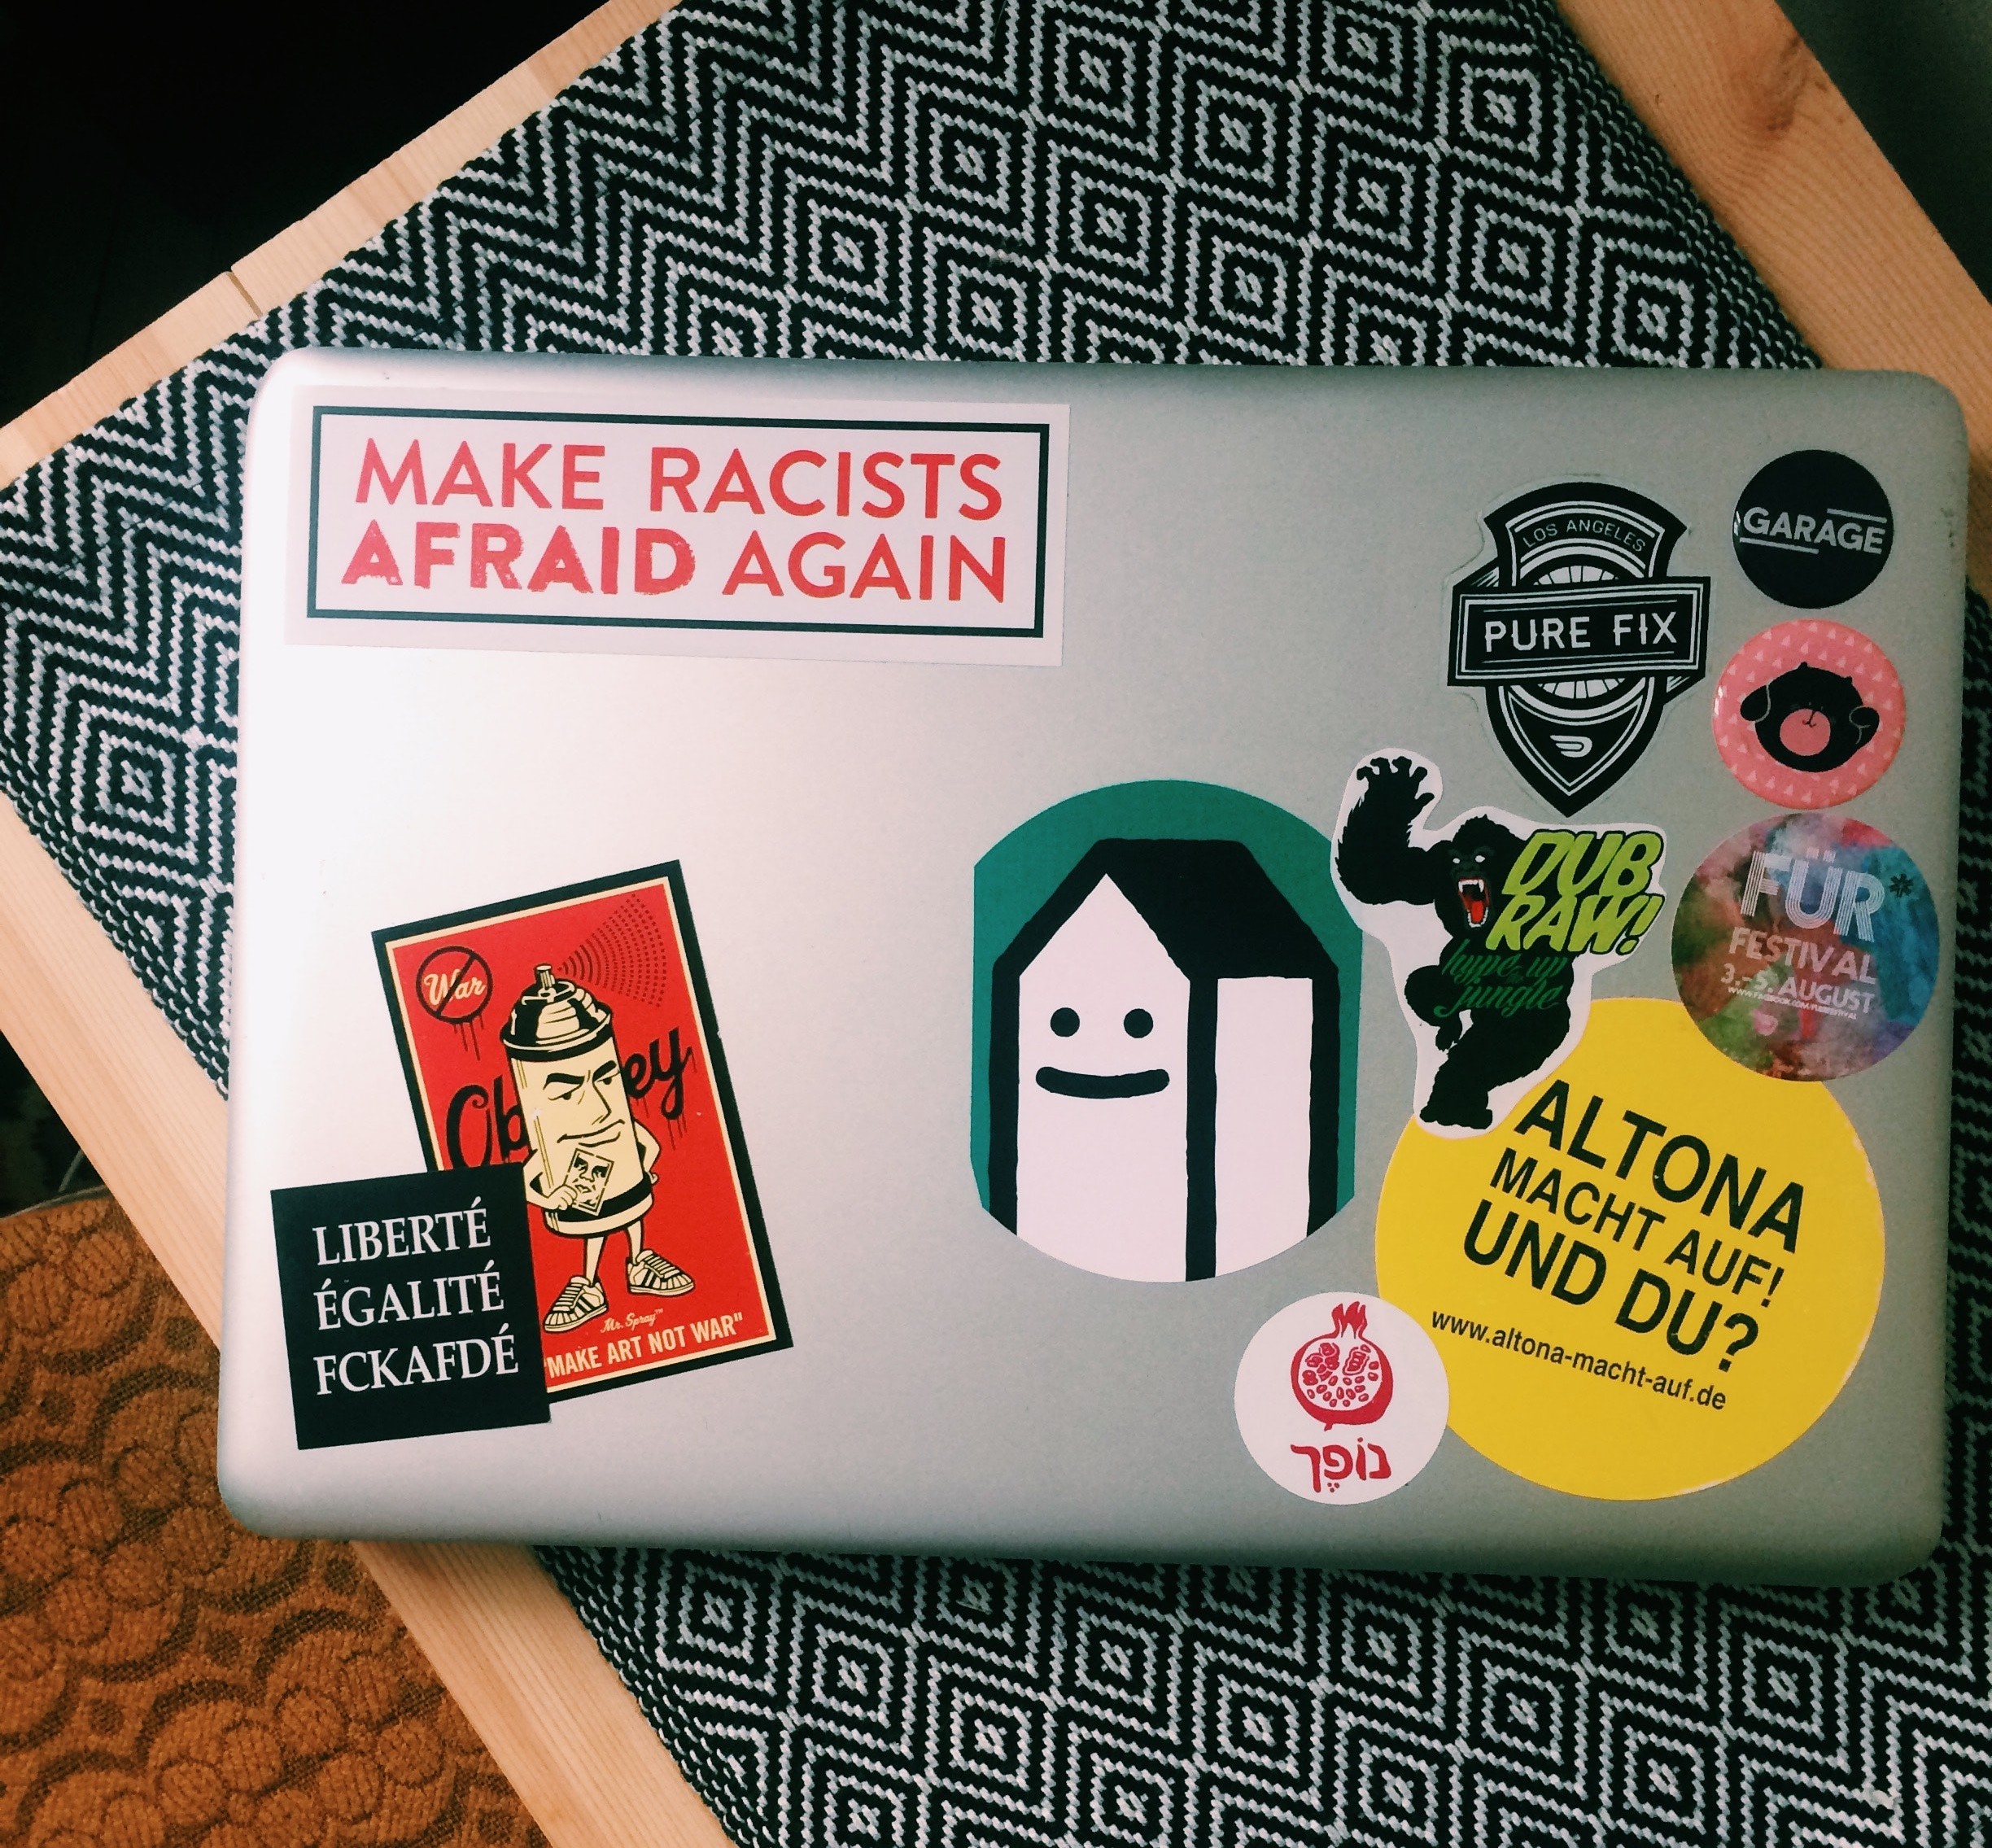 MAKE RACISTS
AFRAID AGAIN
LOS ANGELES
PURE FIX
GARAGE
DUB
RAW!
hype up
jungle
FÜR*
FESTIVAL
3.-5. AUGUST
ALTONA
MACHT AUF!
UND DU?
www.altona-macht-auf.de
נוֹפֶךְ
War
Obey
Mr. Spray™
"MAKE ART NOT WAR"
LIBERTÉ
ÉGALITÉ
FCKAFDÉ